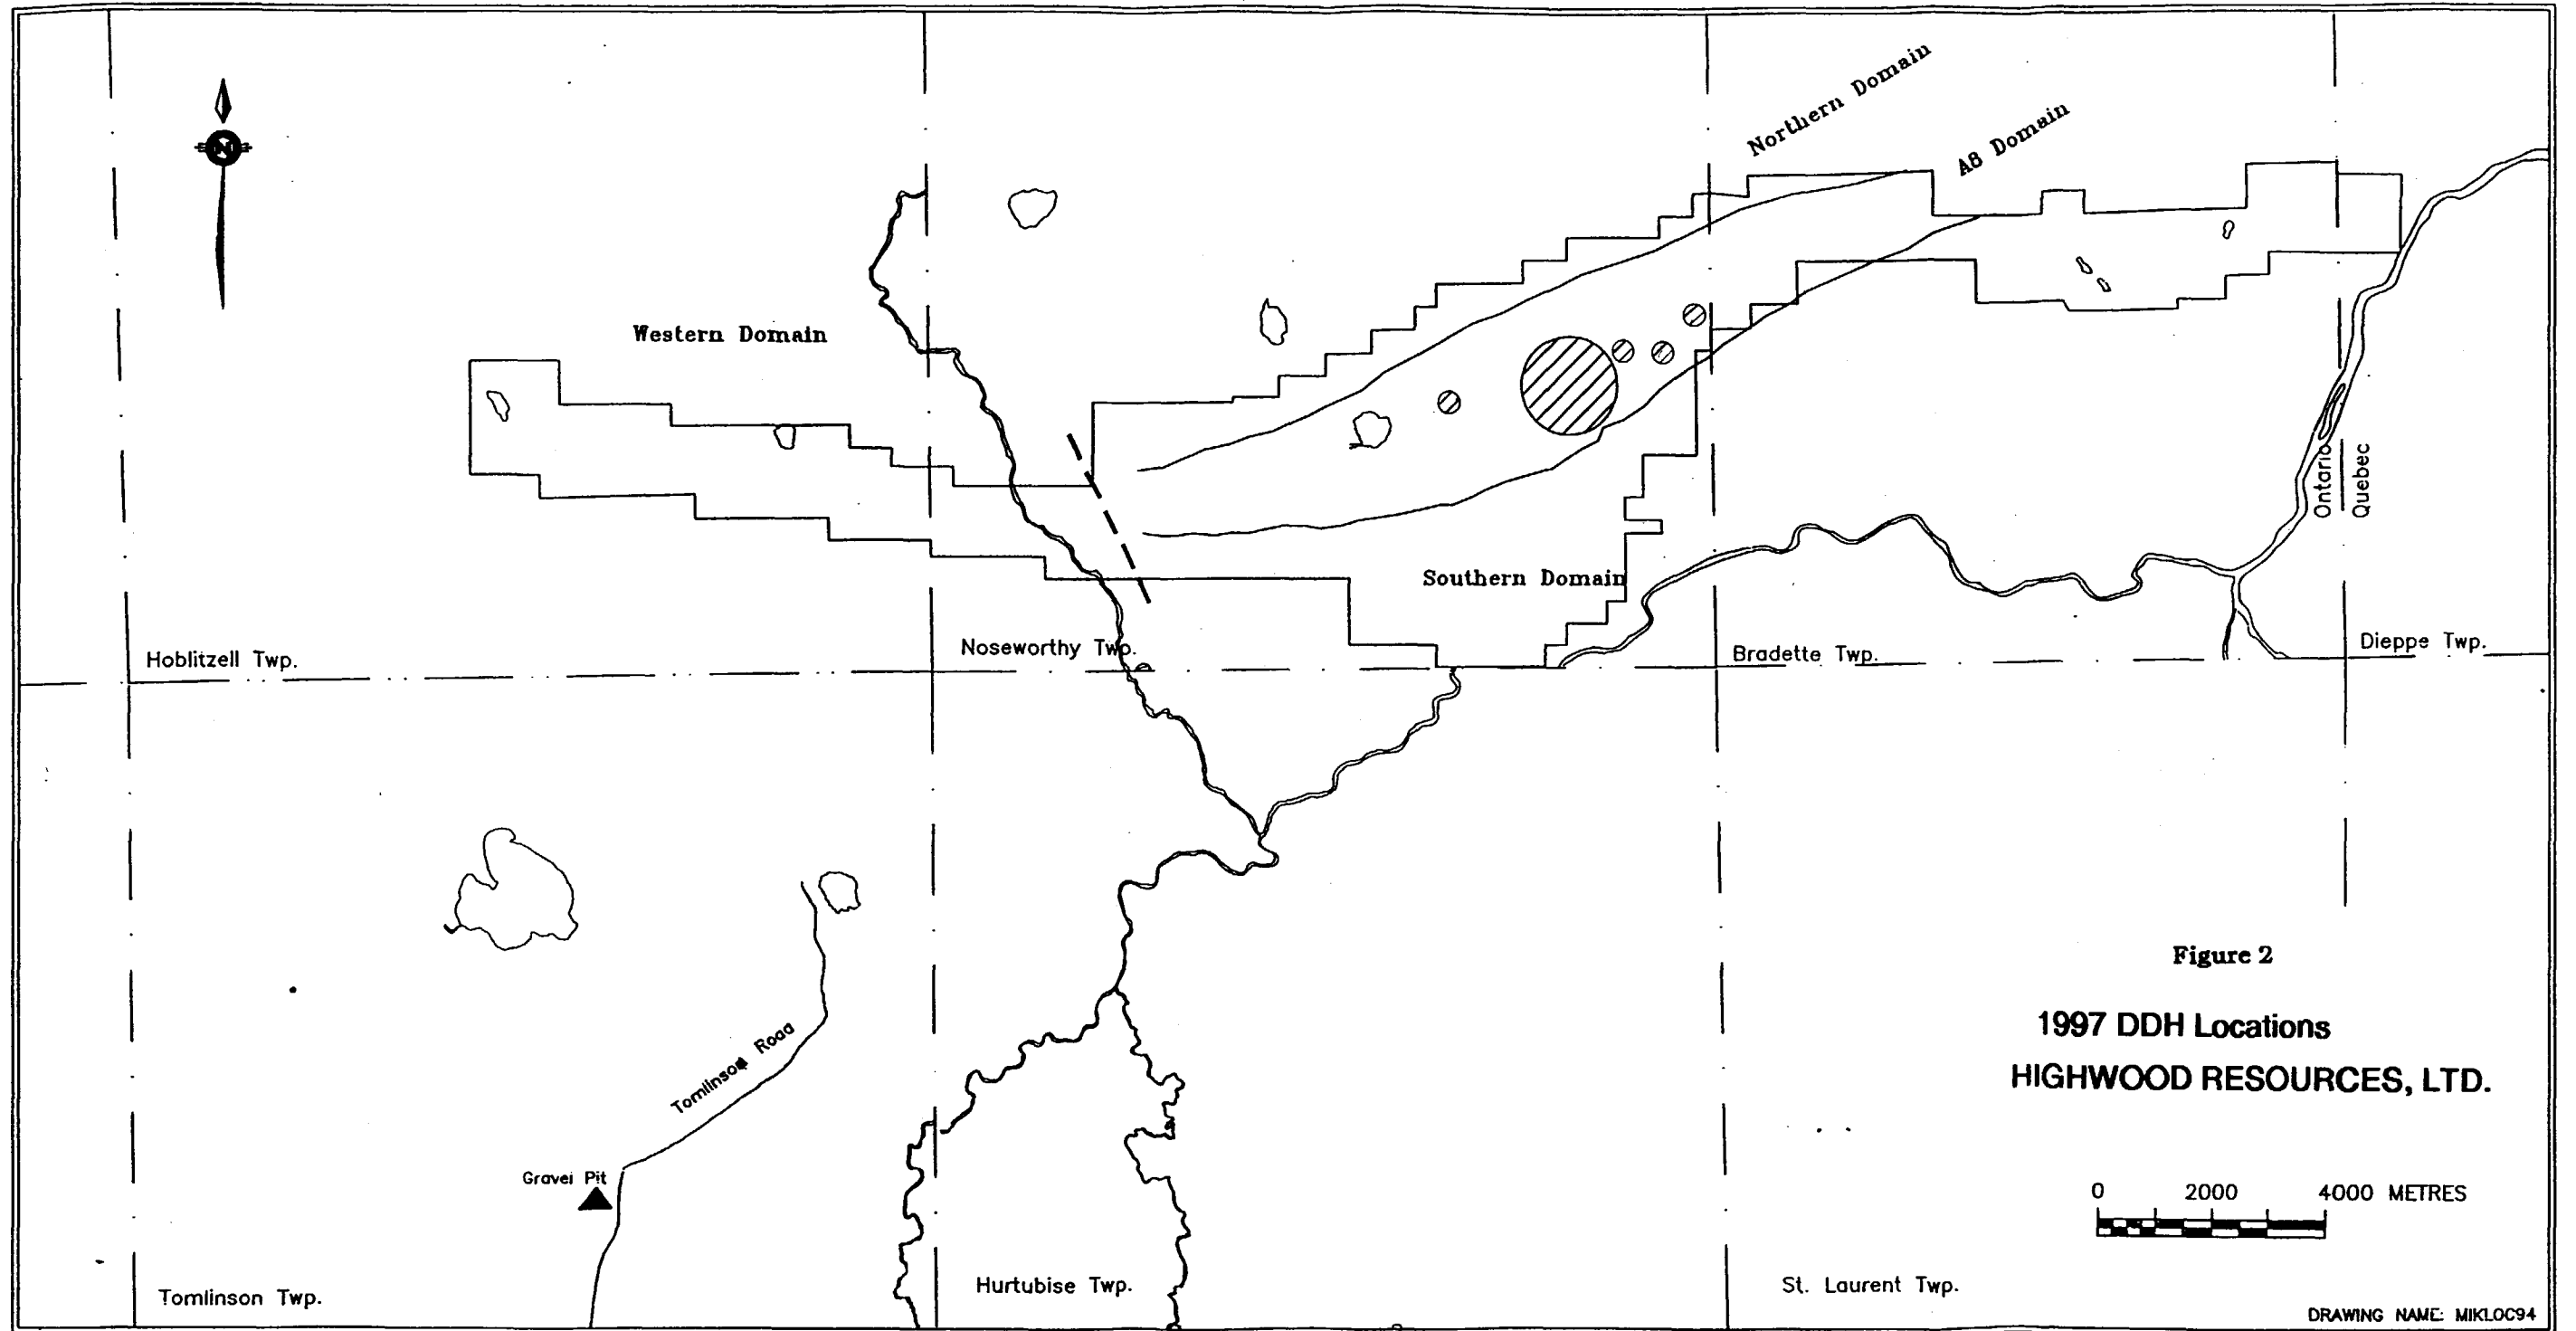 Northern Domain
A8 Domain
N
Western Domain
Ontario
Quebec
Southern Domain
Hoblitzell Twp.
Noseworthy Twp.
Bradette Twp.
Dieppe Twp.
Figure 2
1997 DDH Locations
HIGHWOOD RESOURCES, LTD.
Tomlinson Road
Gravel Pit
0 2000 4000 METRES
Tomlinson Twp.
Hurtubise Twp.
St. Laurent Twp.
DRAWING NAME: MIKLOC94